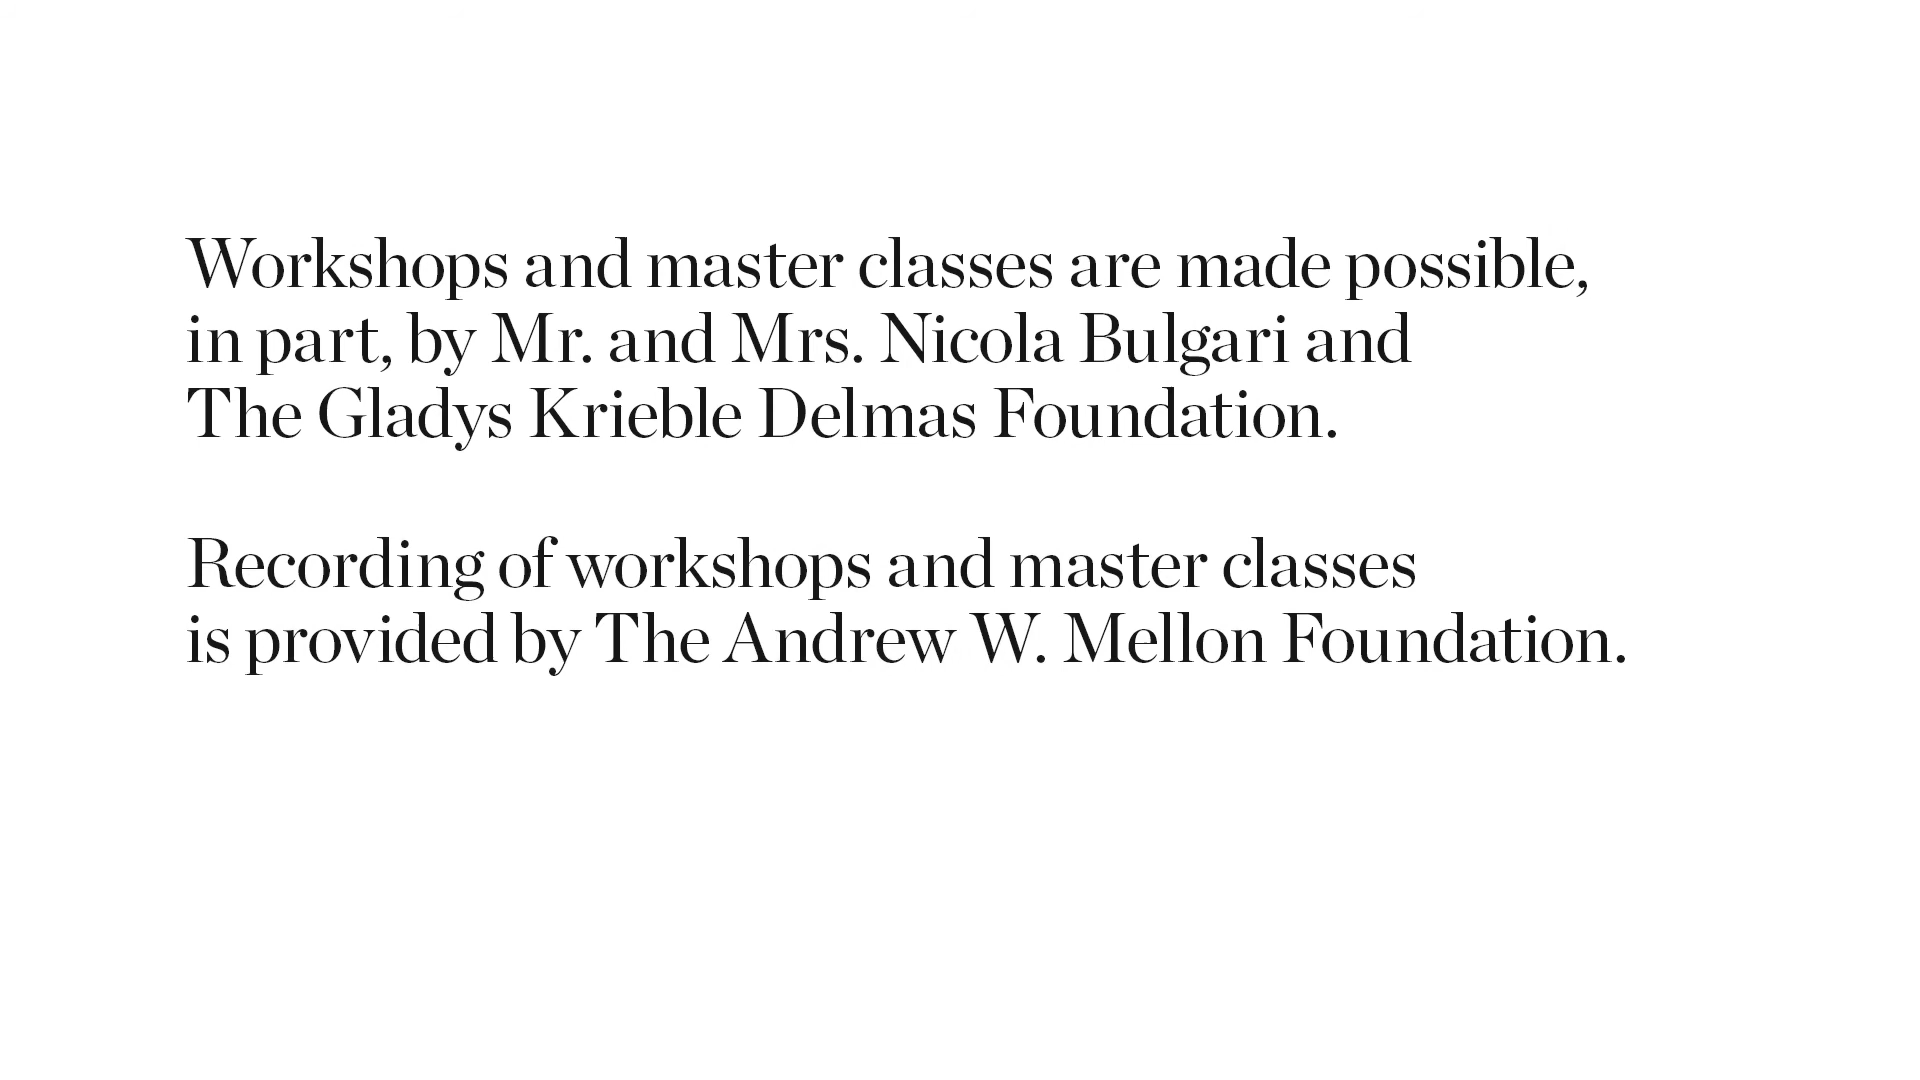 Workshops and master classes are made possible,
in part, by Mr. and Mrs. Nicola Bulgari and
The Gladys Krieble Delmas Foundation.
Recording of workshops and master classes
is provided by The Andrew W. Mellon Foundation.